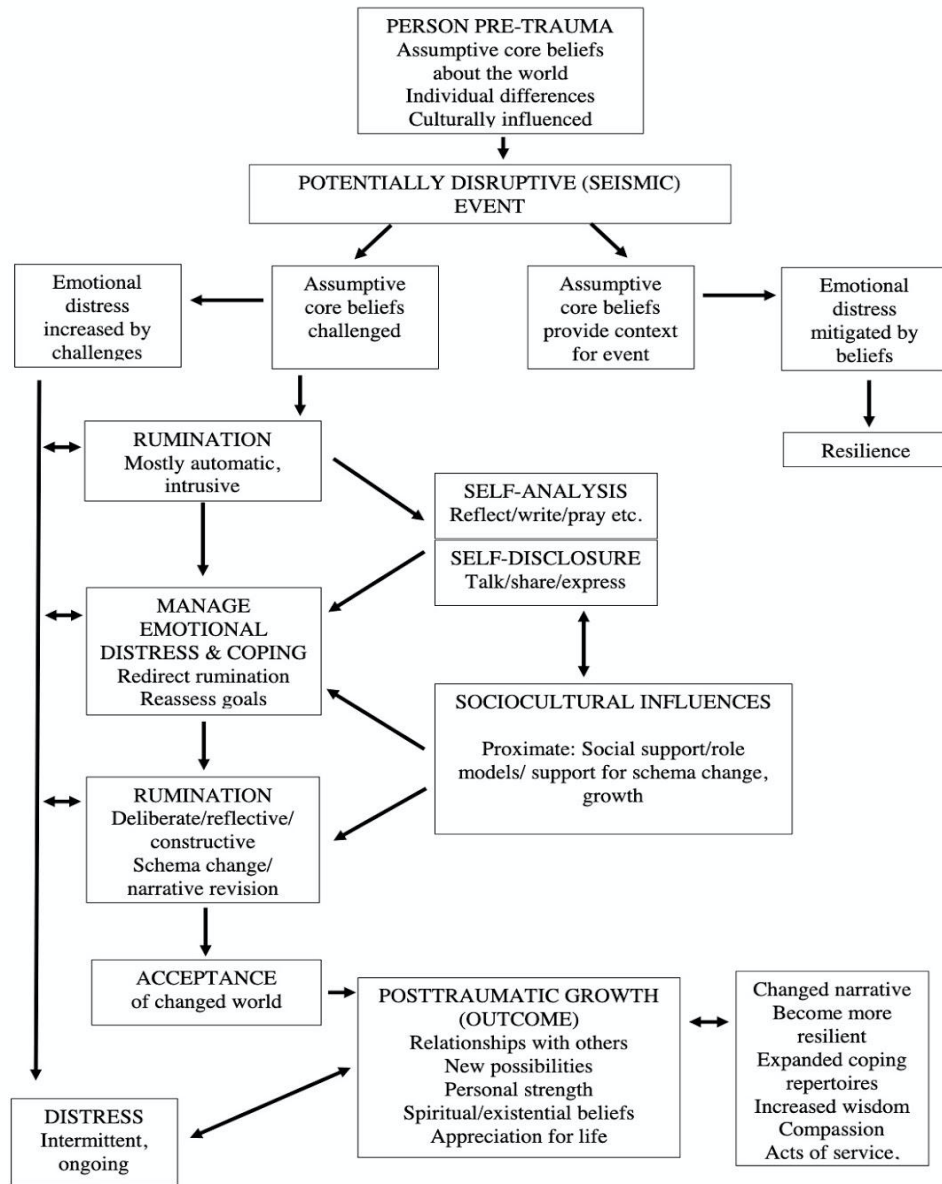 PERSON PRE-TRAUMA
Assumptive core beliefs
about the world
Individual differences
Culturally influenced
POTENTIALLY DISRUPTIVE (SEISMIC)
EVENT
Emotional
distress
increased by
challenges
Assumptive
core beliefs
challenged
Assumptive
core beliefs
provide context
for event
Emotional
distress
mitigated by
beliefs
Resilience
RUMINATION
Mostly automatic,
intrusive
SELF-ANALYSIS
Reflect/write/pray etc.
SELF-DISCLOSURE
Talk/share/express
MANAGE
EMOTIONAL
DISTRESS & COPING
Redirect rumination
Reassess goals
SOCIOCULTURAL INFLUENCES
Proximate: Social support/role
models/ support for schema change,
growth
RUMINATION
Deliberate/reflective/
constructive
Schema change/
narrative revision
ACCEPTANCE
of changed world
POSTTRAUMATIC GROWTH
(OUTCOME)
Relationships with others
New possibilities
Personal strength
Spiritual/existential beliefs
Appreciation for life
Changed narrative
Become more
resilient
Expanded coping
repertoires
Increased wisdom
Compassion
Acts of service.
DISTRESS
Intermittent,
ongoing